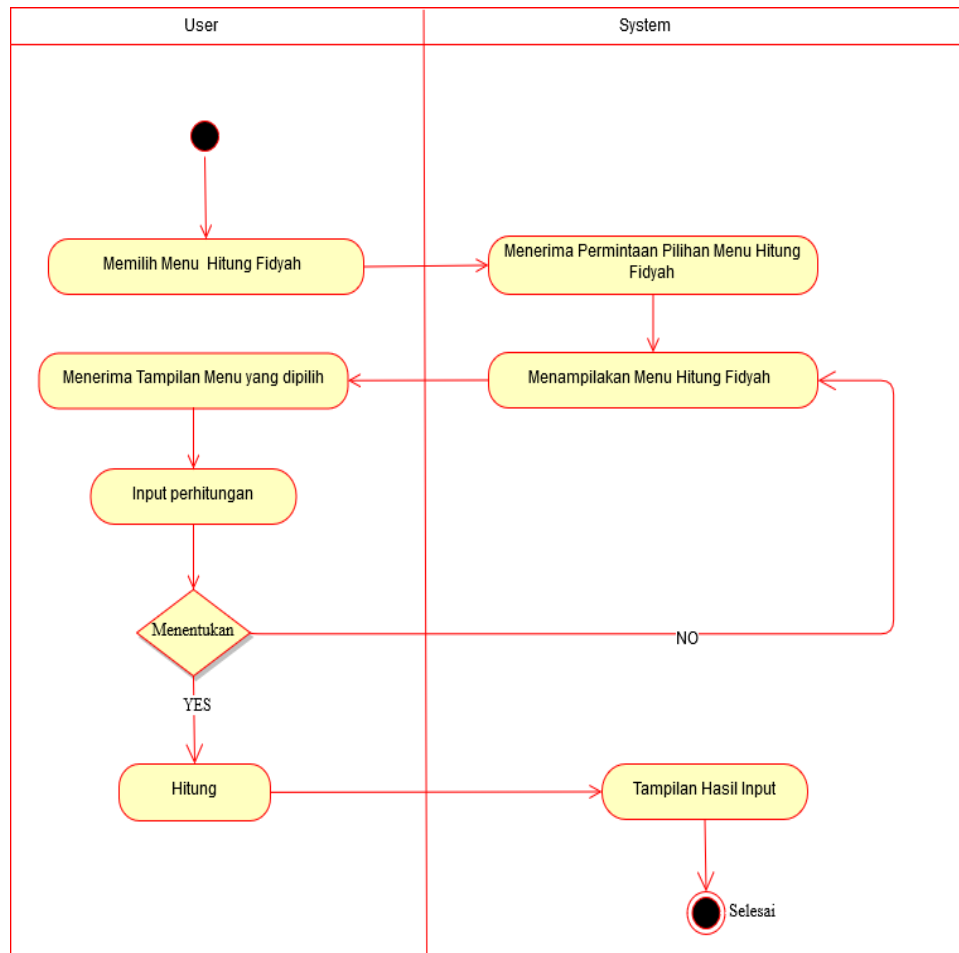 User
System
Memilih Menu Hitung Fidyah
Menerima Permintaan Pilihan Menu Hitung
Fidyah
Menerima Tampilan Menu yang dipilih
Menampilakan Menu Hitung Fidyah
Input perhitungan
Menentukan
NO
YES
Hitung
Tampilan Hasil Input
Selesai